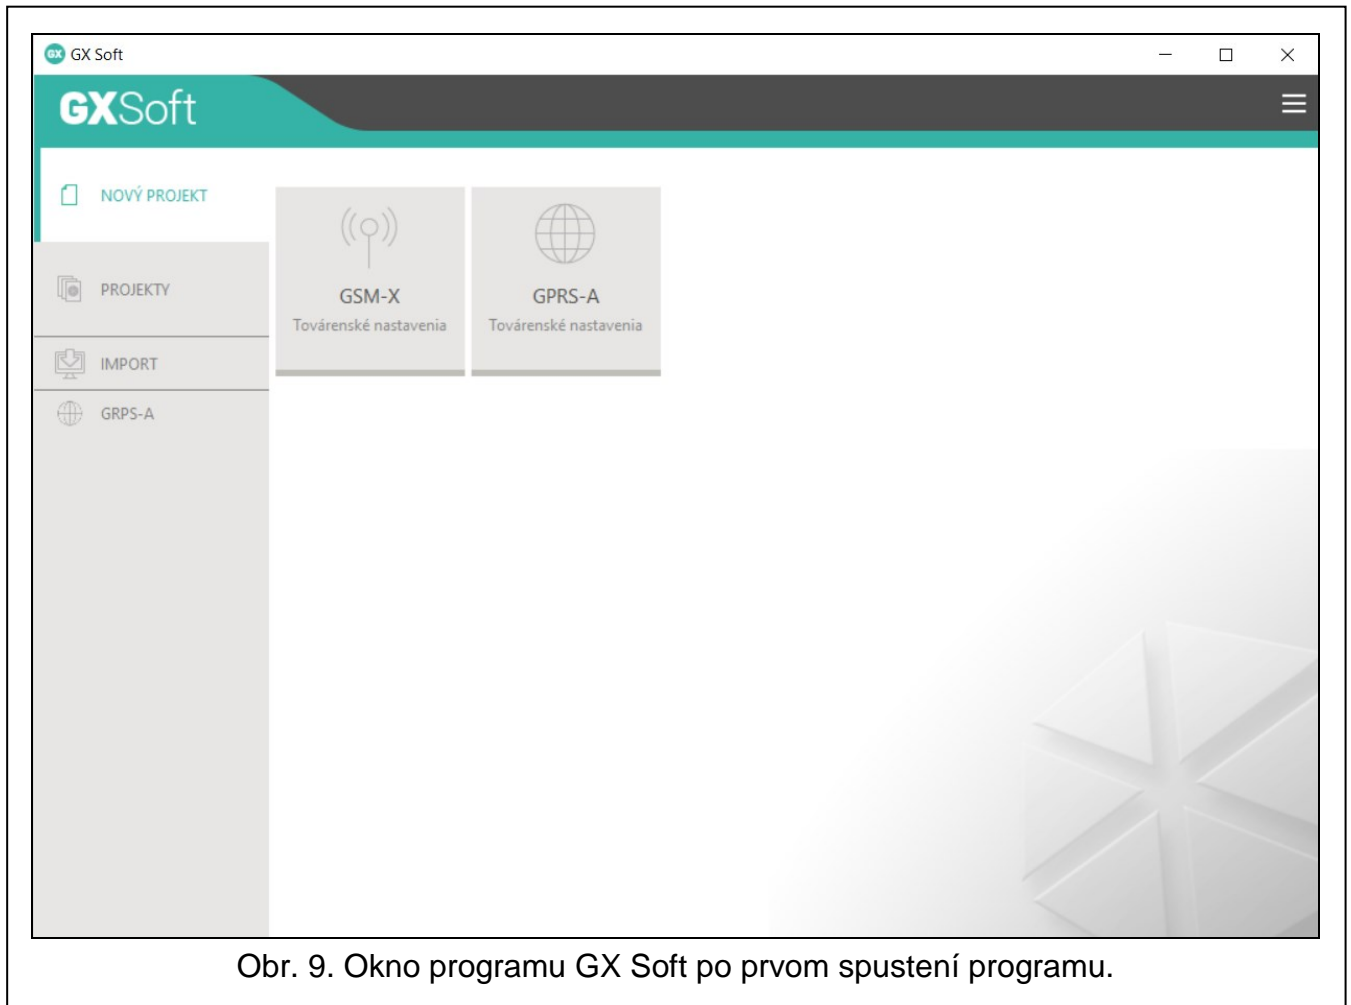 GX GX Soft
GXSoft
NOVÝ PROJEKT
PROJEKTY
IMPORT
GRPS-A
GSM-X
Továrenské nastavenia
GPRS-A
Továrenské nastavenia
Obr. 9. Okno programu GX Soft po prvom spustení programu.